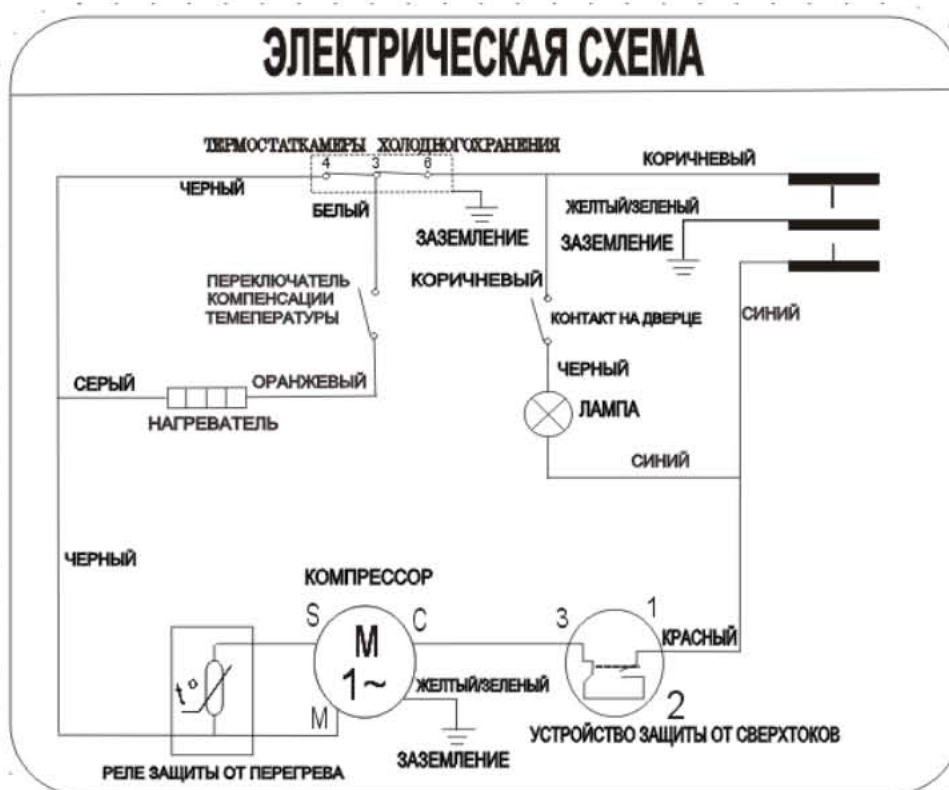 ЭЛЕКТРИЧЕСКАЯ СХЕМА
ТЕРМОСТАТКАМЕРЫ ХОЛОДНОГОХРАНЕНИЯ
4 3 6
КОРИЧНЕВЫЙ
ЧЕРНЫЙ
БЕЛЫЙ
ЗАЗЕМЛЕНИЕ
ЖЕЛТЫЙ/ЗЕЛЕНЫЙ
ЗАЗЕМЛЕНИЕ
ПЕРЕКЛЮЧАТЕЛЬ
КОМПЕНСАЦИИ
ТЕМЕПЕРАТУРЫ
КОРИЧНЕВЫЙ
КОНТАКТ НА ДВЕРЦЕ
СИНИЙ
ЧЕРНЫЙ
СЕРЫЙ
ОРАНЖЕВЫЙ
НАГРЕВАТЕЛЬ
ЛАМПА
СИНИЙ
ЧЕРНЫЙ
КОМПРЕССОР
S
M
1~
C
M
3
1
2
КРАСНЫЙ
t°
ЖЕЛТЫЙ/ЗЕЛЕНЫЙ
ЗАЗЕМЛЕНИЕ
УСТРОЙСТВО ЗАЩИТЫ ОТ СВЕРХТОКОВ
РЕЛЕ ЗАЩИТЫ ОТ ПЕРЕГРЕВА